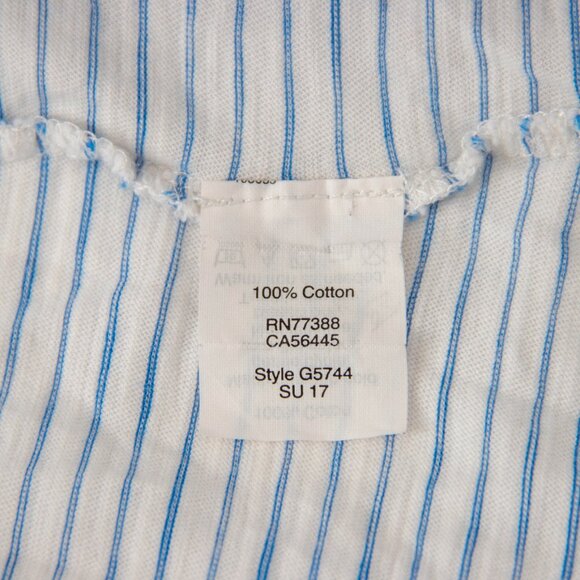 100% Cotton
RN77388
CA56445
Style G5744
SU 17